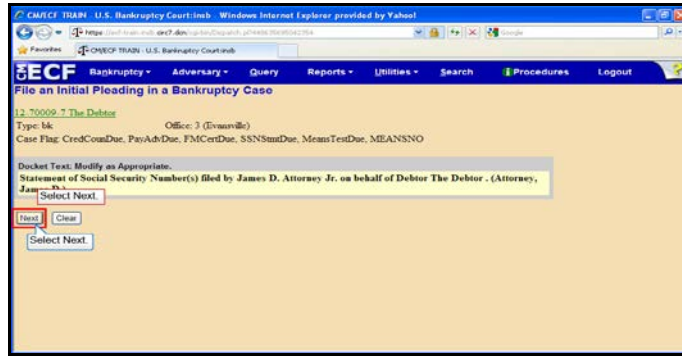 CM/ECF TRAIN - U.S. Bankruptcy Court:insb - Windows Internet Explorer provided by Yahoo!
Google
Favorites CM/ECF TRAIN - U.S. Bankruptcy Court:insb
ECF Bankruptcy Adversary Query Reports Utilities Search Procedures Logout
File an Initial Pleading in a Bankruptcy Case
12-70009-7 The Debtor
Type: bk Office: 3 (Evansville)
Case Flag: CredCounDue, PayAdvDue, FMCertDue, SSNStmtDue, MeansTestDue, MEANSNO
Docket Text: Modify as Appropriate.
Statement of Social Security Number(s) filed by James D. Attorney Jr. on behalf of Debtor The Debtor . (Attorney,
Select Next.
Next Clear
Select Next.